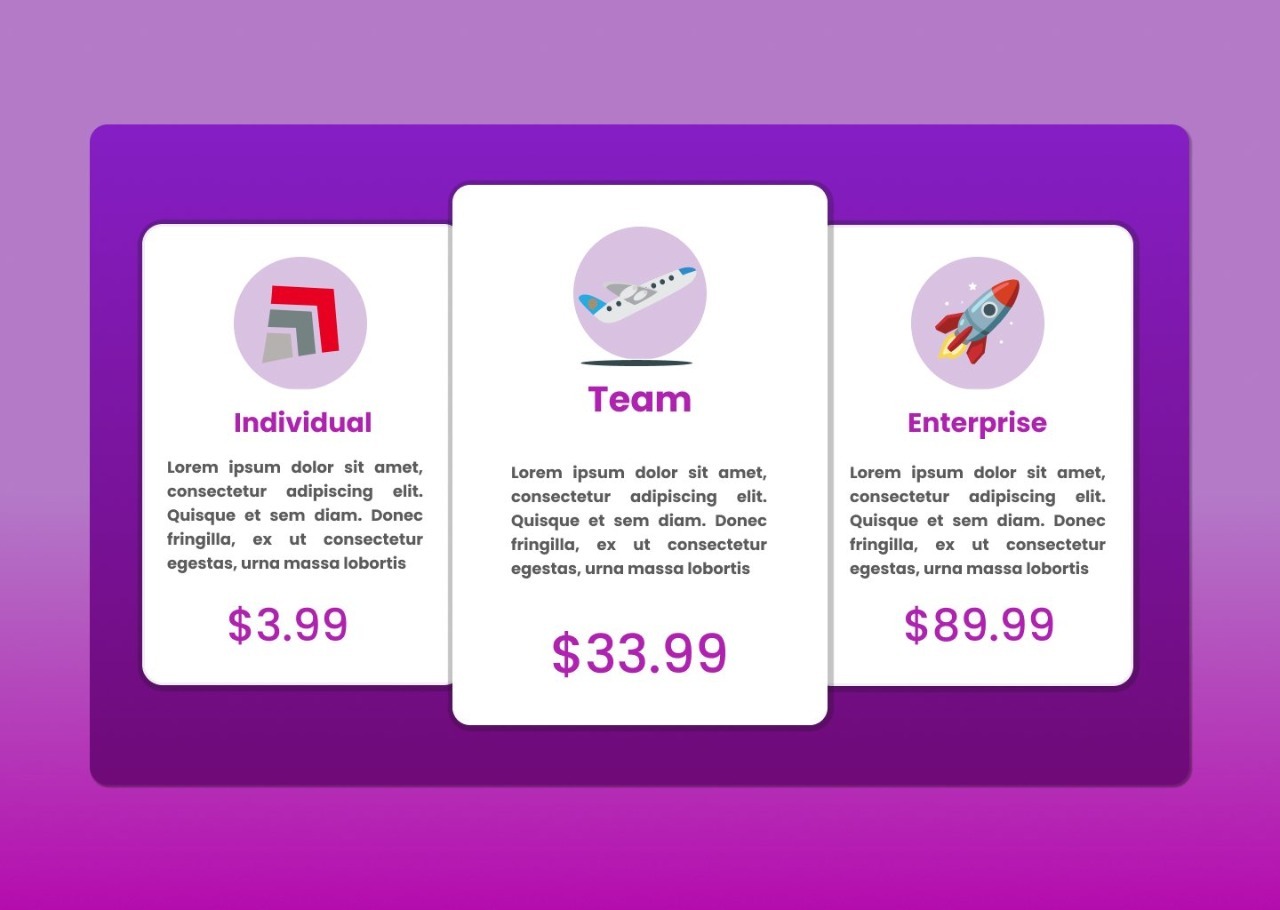 Individual
Lorem ipsum dolor sit amet,
consectetur adipiscing elit.
Quisque et sem diam. Donec
fringilla, ex ut consectetur
egestas, urna massa lobortis
$3.99
Team
Lorem ipsum dolor sit amet,
consectetur adipiscing elit.
Quisque et sem diam. Donec
fringilla, ex ut consectetur
egestas, urna massa lobortis
$33.99
Enterprise
Lorem ipsum dolor sit amet,
consectetur adipiscing elit.
Quisque et sem diam. Donec
fringilla, ex ut consectetur
egestas, urna massa lobortis
$89.99